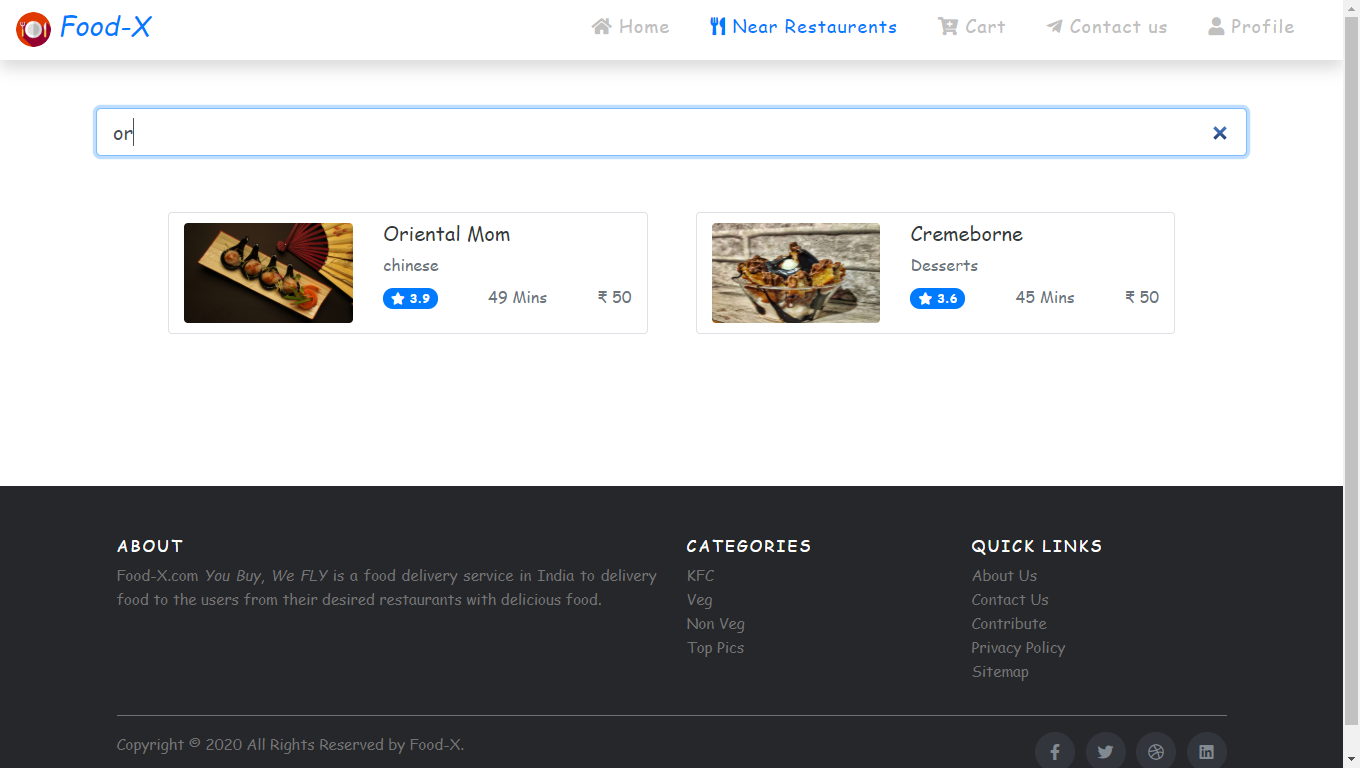 Food-X
Home
Near Restaurents
Cart
Contact us
Profile
or
Oriental Mom
chinese
3.9
49 Mins
₹ 50
Cremeborne
Desserts
3.6
45 Mins
₹ 50
ABOUT
Food-X.com You Buy, We FLY is a food delivery service in India to delivery
food to the users from their desired restaurants with delicious food.
CATEGORIES
KFC
Veg
Non Veg
Top Pics
QUICK LINKS
About Us
Contact Us
Contribute
Privacy Policy
Sitemap
Copyright © 2020 All Rights Reserved by Food-X.